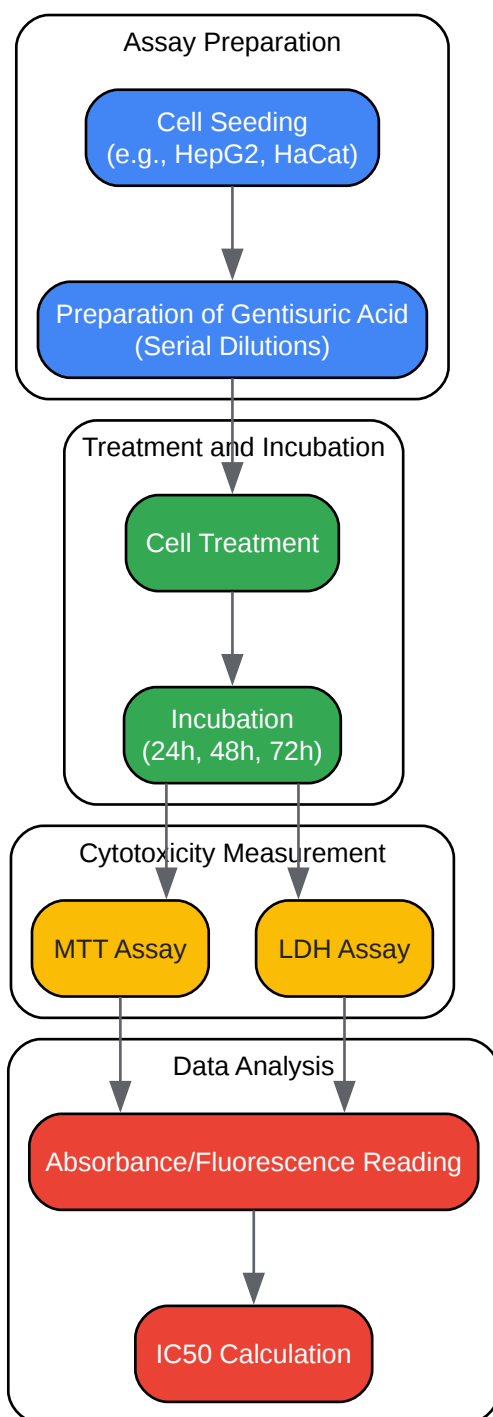 Assay Preparation
Cell Seeding
(e.g., HepG2, HaCat)
Preparation of Gentisuric Acid
(Serial Dilutions)
Treatment and Incubation
Cell Treatment
Incubation
(24h, 48h, 72h)
Cytotoxicity Measurement
MTT Assay
LDH Assay
Data Analysis
Absorbance/Fluorescence Reading
IC50 Calculation